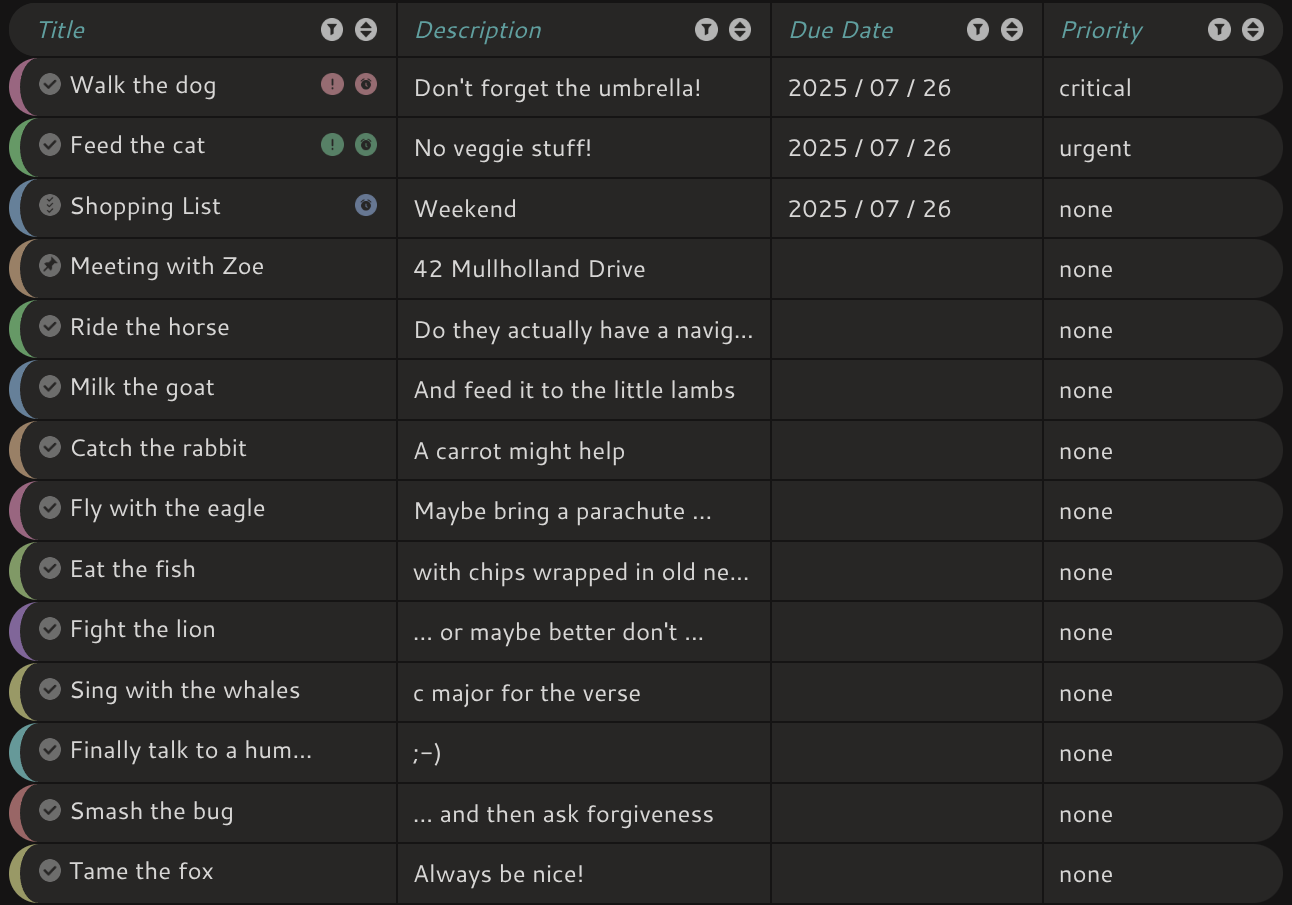 Title Description Due Date Priority
Walk the dog Don't forget the umbrella! 2025 / 07 / 26 critical
Feed the cat No veggie stuff! 2025 / 07 / 26 urgent
Shopping List Weekend 2025 / 07 / 26 none
Meeting with Zoe 42 Mullholland Drive none
Ride the horse Do they actually have a navig... none
Milk the goat And feed it to the little lambs none
Catch the rabbit A carrot might help none
Fly with the eagle Maybe bring a parachute ... none
Eat the fish with chips wrapped in old ne... none
Fight the lion ... or maybe better don't ... none
Sing with the whales c major for the verse none
Finally talk to a hum... ;-) none
Smash the bug ... and then ask forgiveness none
Tame the fox Always be nice! none